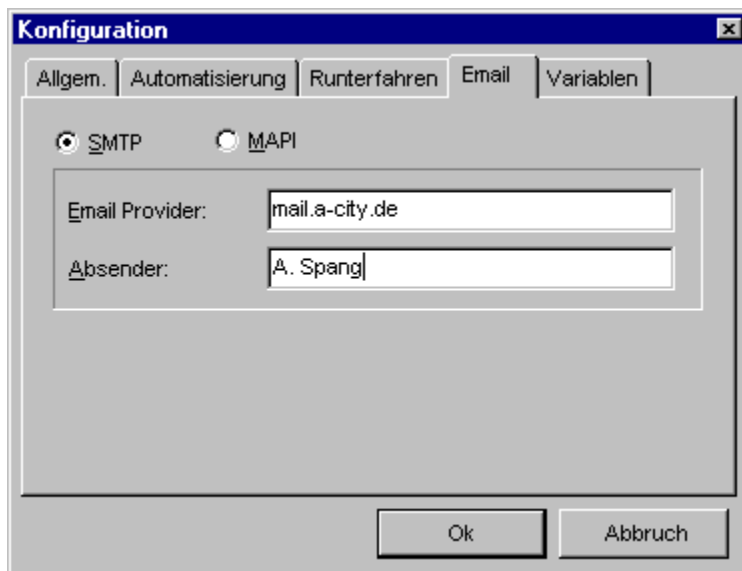 Konfiguration
Allgem. Automatisierung Runterfahren Email Variablen
SMTP MAPI
Email Provider: mail.a-city.de
Absender: A. Spang
Ok Abbruch